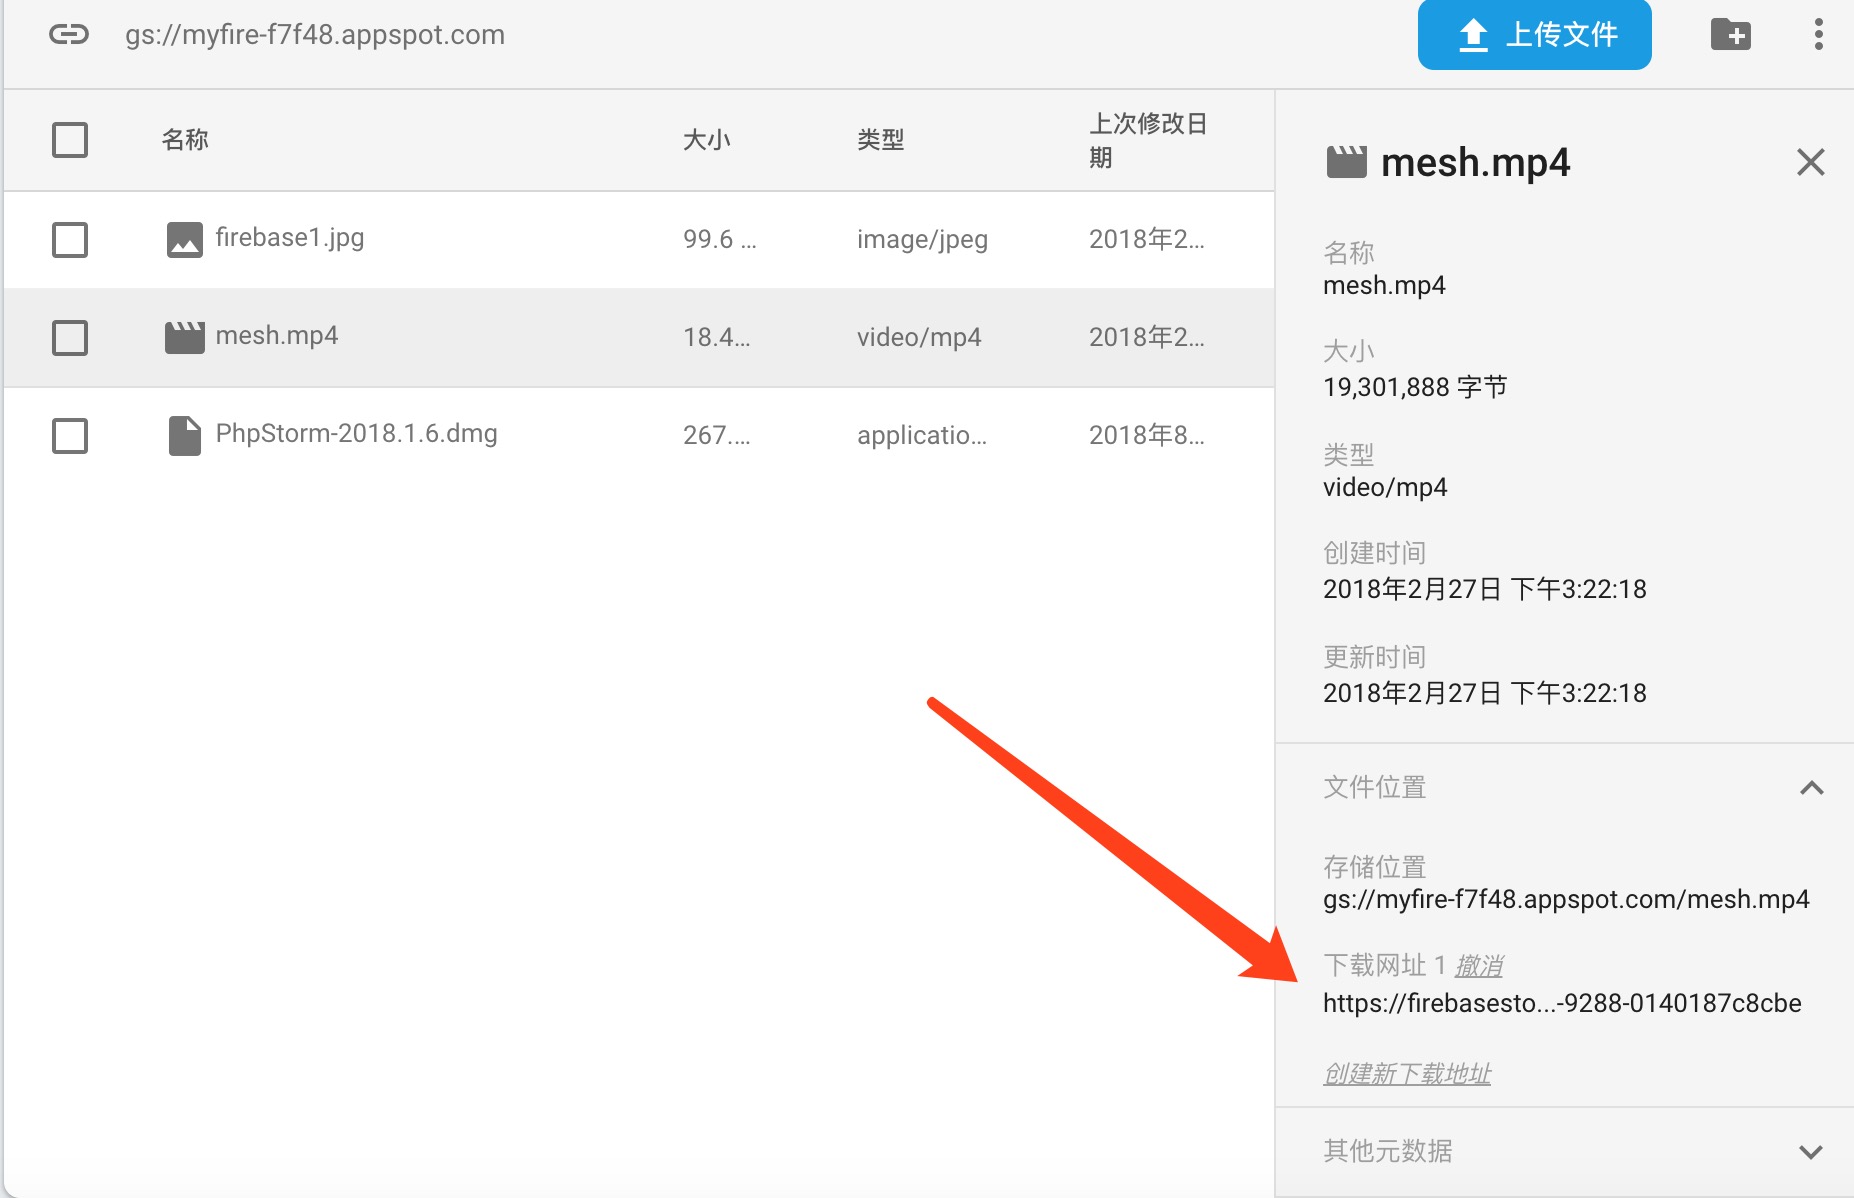 gs://myfire-f7f48.appspot.com
上传文件
名称 大小 类型 上次修改日
期
firebase1.jpg 99.6 ... image/jpeg 2018年2...
mesh.mp4 18.4... video/mp4 2018年2...
PhpStorm-2018.1.6.dmg 267.... applicatio... 2018年8...
mesh.mp4
名称
mesh.mp4
大小
19,301,888 字节
类型
video/mp4
创建时间
2018年2月27日 下午3:22:18
更新时间
2018年2月27日 下午3:22:18
文件位置
存储位置
gs://myfire-f7f48.appspot.com/mesh.mp4
下载网址 1 撤消
https://firebasesto...-9288-0140187c8cbe
创建新下载地址
其他元数据